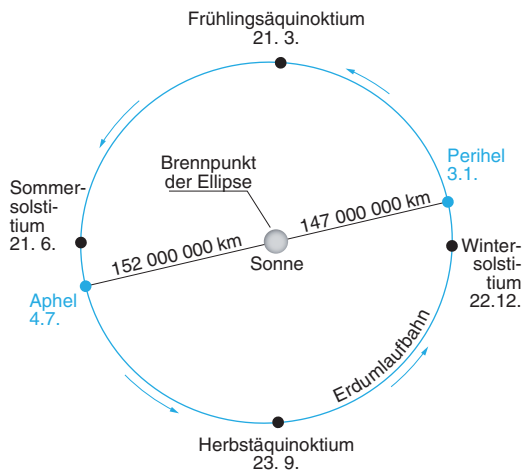 Frühlingsäquinoktium
21. 3.
Perihel
3.1.
Brennpunkt
der Ellipse
147 000 000 km
Sommer-
solsti-
tium
21. 6.
152 000 000 km
Sonne
Winter-
solsti-
tium
22.12.
Aphel
4.7.
Erdumlaufbahn
Herbstäquinoktium
23. 9.